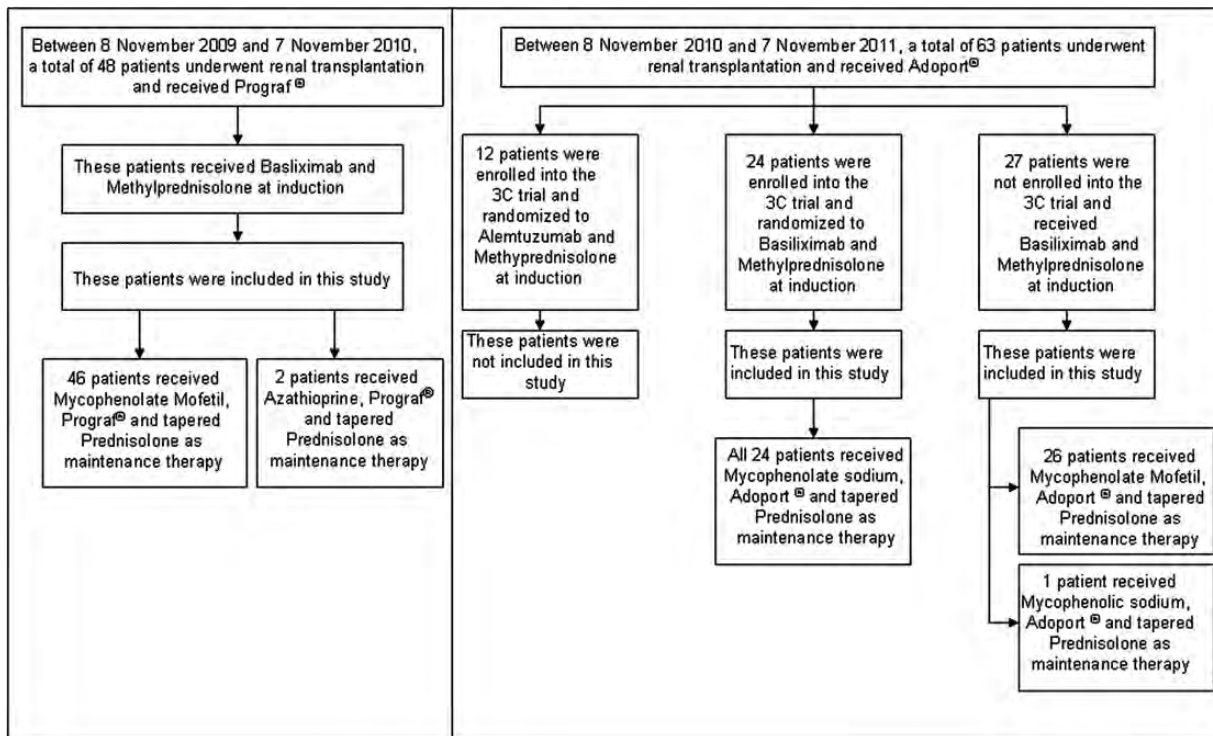 Between 8 November 2009 and 7 November 2010,
a total of 48 patients underwent renal transplantation
and received Prograf ®
These patients received Basliximab and
Methylprednisolone at induction
These patients were included in this study
46 patients received
Mycophenolate Mofetil,
Prograf® and tapered
Prednisolone as
maintenance therapy
2 patients received
Azathioprine, Prograf®
and tapered
Prednisolone as
maintenance therapy
Between 8 November 2010 and 7 November 2011, a total of 63 patients underwent
renal transplantation and received Adoport®
12 patients were
enrolled into the
3C trial and
randomized to
Alemtuzumab and
Methyprednisolone
at induction
These patients were
not included in this
study
24 patients were
enrolled into the
3C trial and
randomized to
Basiliximab and
Methylprednisolone
at induction
These patients were
included in this study
All 24 patients received
Mycophenolate sodium,
Adoport ® and tapered
Prednisolone as
maintenance therapy
27 patients were
not enrolled into the
3C trial and
received
Basiliximab and
Methylprednisolone
at induction
These patients were
included in this study
26 patients received
Mycophenolate Mofetil,
Adoport ® and tapered
Prednisolone as
maintenance therapy
1 patient received
Mycophenolic sodium,
Adoport ® and tapered
Prednisolone as
maintenance therapy